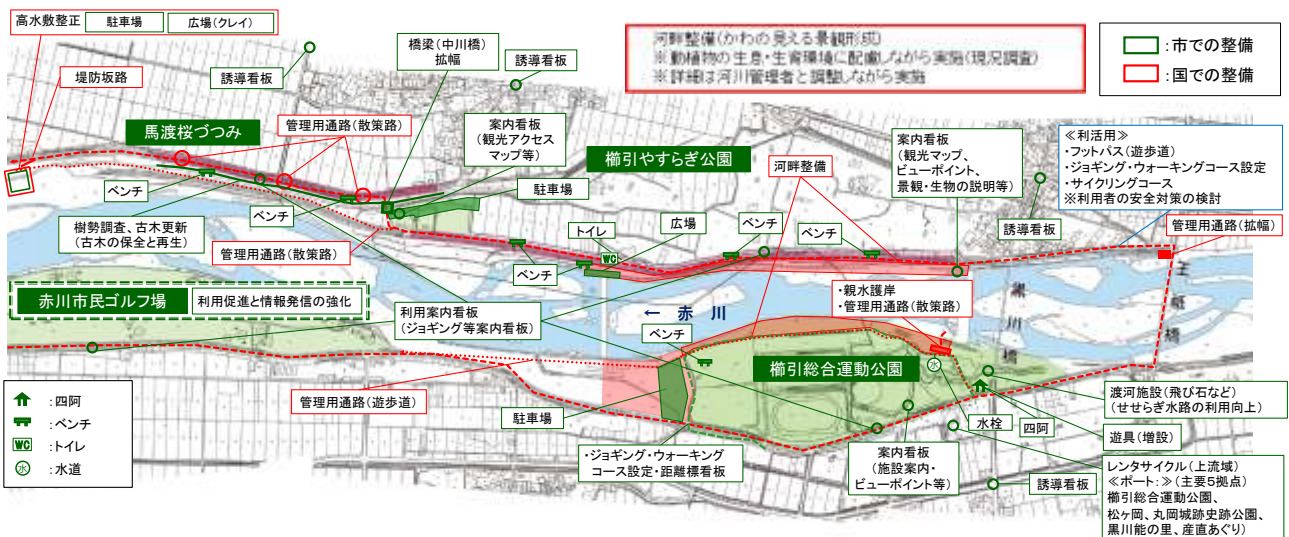 高水敷整正
駐車場
広場(クレイ)
堤防坂路
誘導看板
橋梁(中川橋)
拡幅
誘導看板
河畔整備(かわの見える景観形成)
※動植物の生息・生育環境に配慮しながら実施(現況調査)
※詳細は河川管理者と調整しながら実施
:市での整備
:国での整備
馬渡桜づつみ
管理用通路(散策路)
案内看板
(観光アクセス
マップ等)
櫛引やすらぎ公園
河畔整備
案内看板
(観光マップ、
ビューポイント、
景観・生物の説明等)
≪利活用≫
・フットパス(遊歩道)
・ジョギング・ウォーキングコース設定
・サイクリングコース
※利用者の安全対策の検討
ベンチ
駐車場
ベンチ
樹勢調査、古木更新
(古木の保全と再生)
管理用通路(散策路)
トイレ
広場
ベンチ
ベンチ
誘導看板
管理用通路(拡幅)
WC
ベンチ
赤川市民ゴルフ場
利用促進と情報発信の強化
利用案内看板
(ジョギング等案内看板)
← 赤 川
・親水護岸
・管理用通路(散策路)
黒川橋
王祇橋
ベンチ
櫛引総合運動公園
水
:四阿
:ベンチ
WC
:トイレ
水
:水道
管理用通路(遊歩道)
駐車場
・ジョギング・ウォーキング
コース設定・距離標看板
案内看板
(施設案内・
ビューポイント等)
水栓
四阿
渡河施設(飛び石など)
(せせらぎ水路の利用向上)
遊具(増設)
誘導看板
レンタサイクル(上流域)
≪ポート:≫(主要5拠点)
櫛引総合運動公園、
松ヶ岡、丸岡城跡史跡公園、
黒川能の里、産直あぐり)